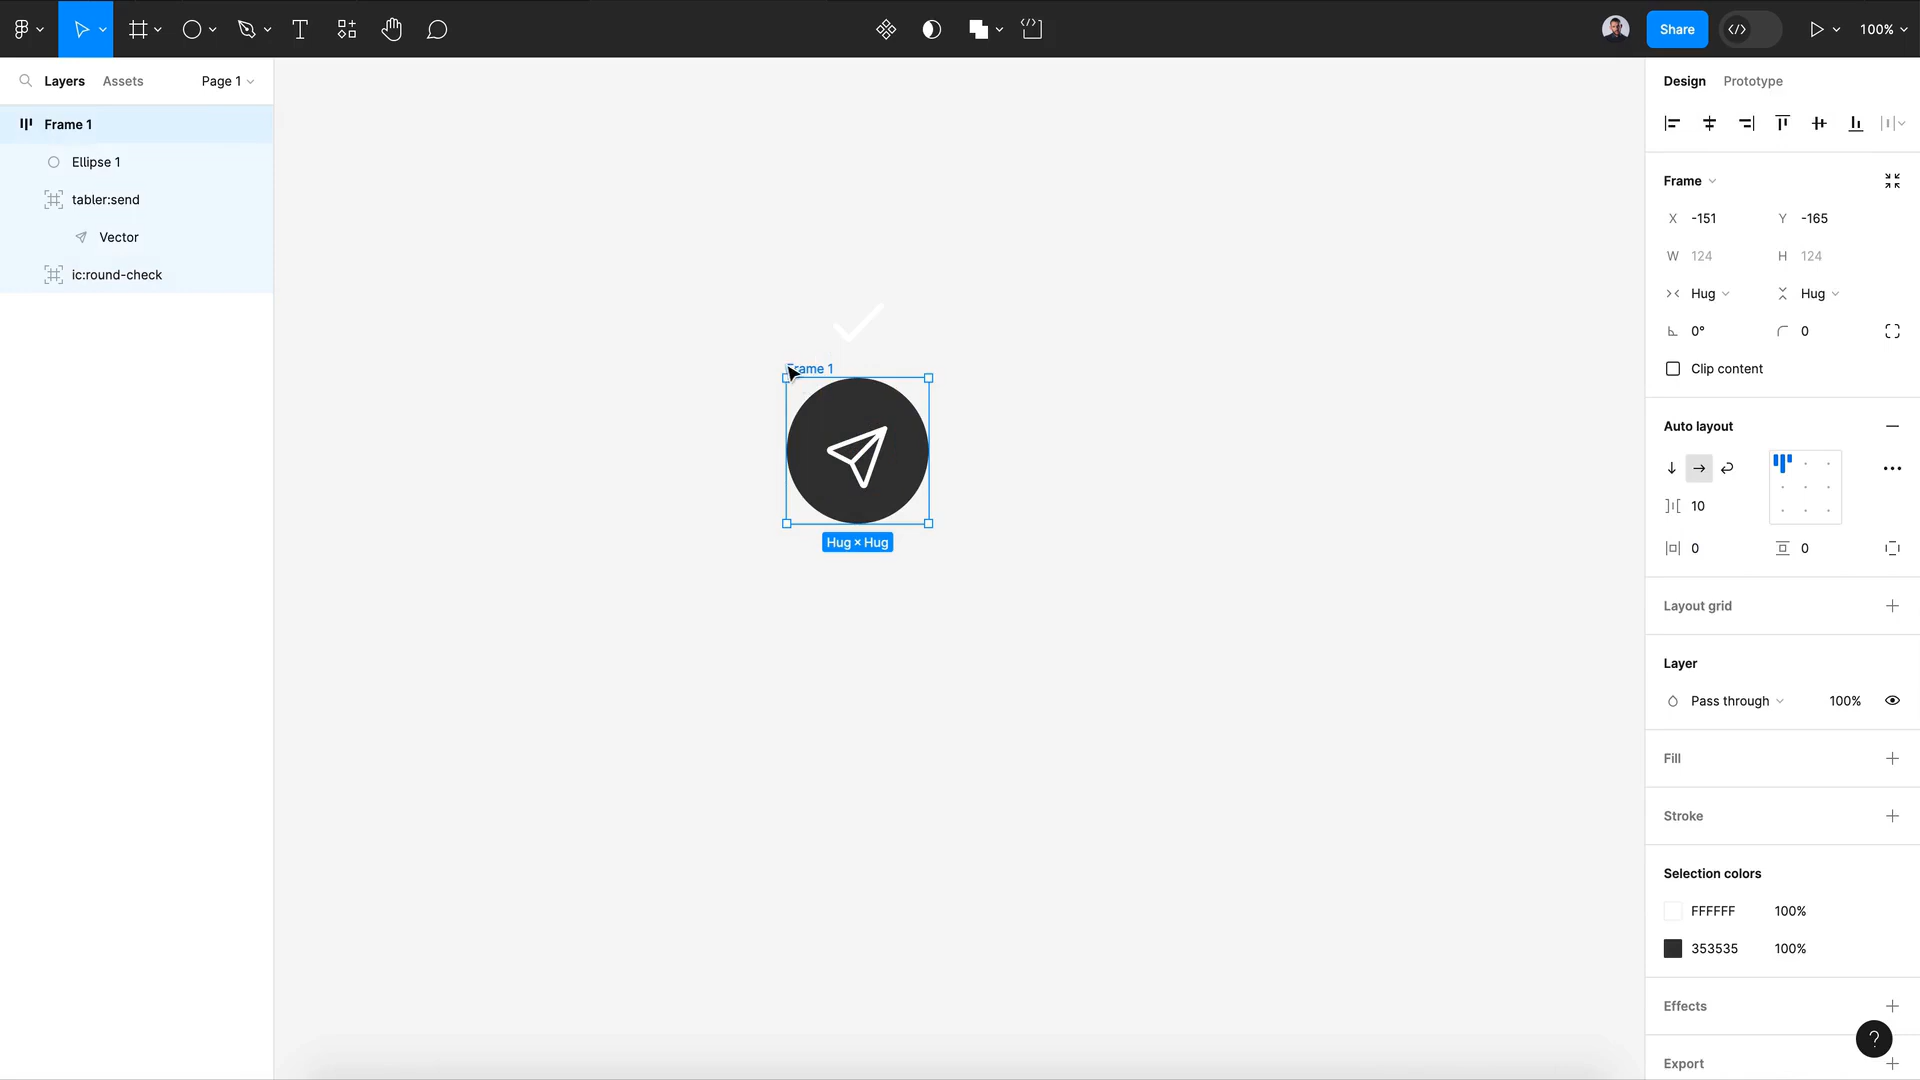 Share
100%
Layers
Assets
Page 1
Frame 1
Ellipse 1
tabler:send
Vector
ic:round-check
Frame 1
Hug × Hug
Design
Prototype
Frame
X -151
Y -165
W 124
H 124
Hug
Hug
0°
0
Clip content
Auto layout
10
0
0
Layout grid
Layer
Pass through
100%
Fill
Stroke
Selection colors
FFFFFF 100%
353535 100%
Effects
?
Export